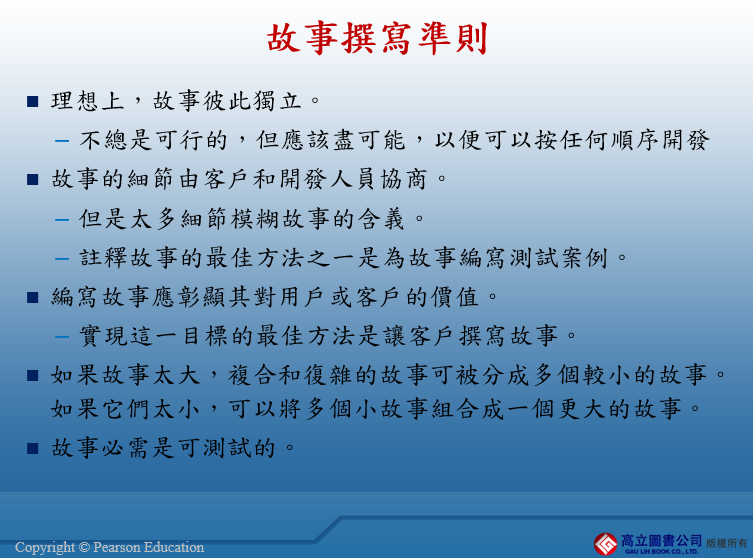 故事撰寫準則
■ 理想上，故事彼此獨立。
– 不總是可行的，但應該盡可能，以便可以按任何順序開發
■ 故事的細節由客戶和開發人員協商。
– 但是太多細節模糊故事的含義。
– 註釋故事的最佳方法之一是為故事編寫測試案例。
■ 編寫故事應彰顯其對用戶或客戶的價值。
– 實現這一目標的最佳方法是讓客戶撰寫故事。
■ 如果故事太大，複合和復雜的故事可被分成多個較小的故事。
如果它們太小，可以將多個小故事組合成一個更大的故事。
■ 故事必需是可測試的。
Copyright © Pearson Education
高立圖書公司 版權所有
GAU LIH BOOK CO., LTD.